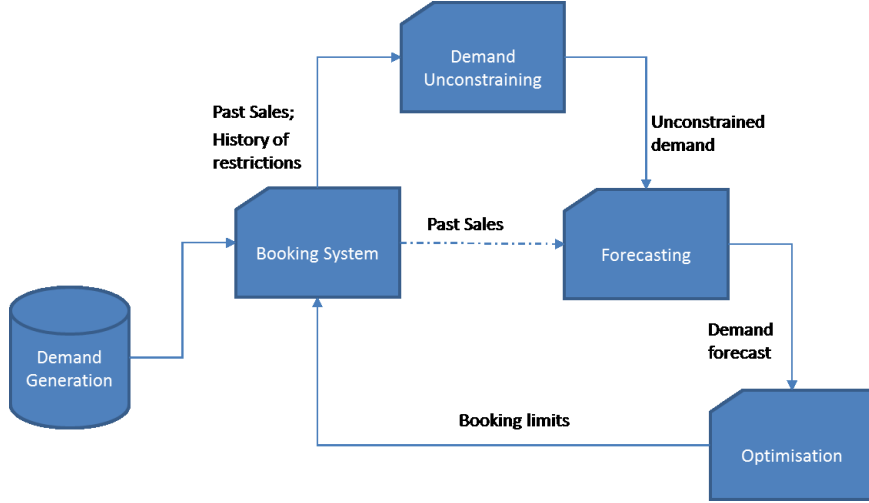 Demand
Unconstraining
Past Sales;
History of
restrictions
Unconstrained
demand
Past Sales
Booking System
Forecasting
Demand
Generation
Demand
forecast
Booking limits
Optimisation